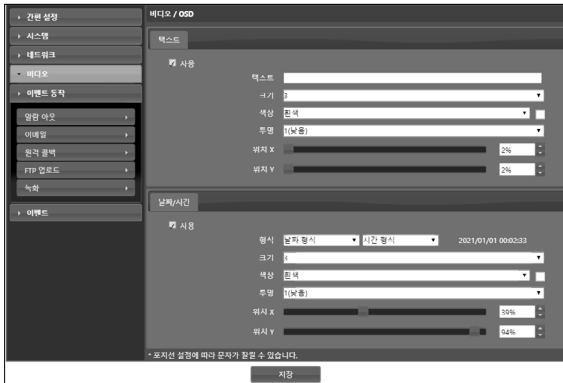 간편 설정
시스템
네트워크
비디오
이벤트 동작
알람 아웃
이메일
원격 콜백
FTP 업로드
녹화
이벤트
비디오 / OSD
텍스트
사용
텍스트
크기 3
색상 흰색
투명 1(낮음)
위치 X 2%
위치 Y 2%
날짜/시간
사용
형식 날짜 형식 시간 형식 2021/01/01 00:02:33
크기 3
색상 흰색
투명 1(낮음)
위치 X 39%
위치 Y 94%
* 포지션 설정에 따라 문자가 잘릴 수 있습니다.
저장